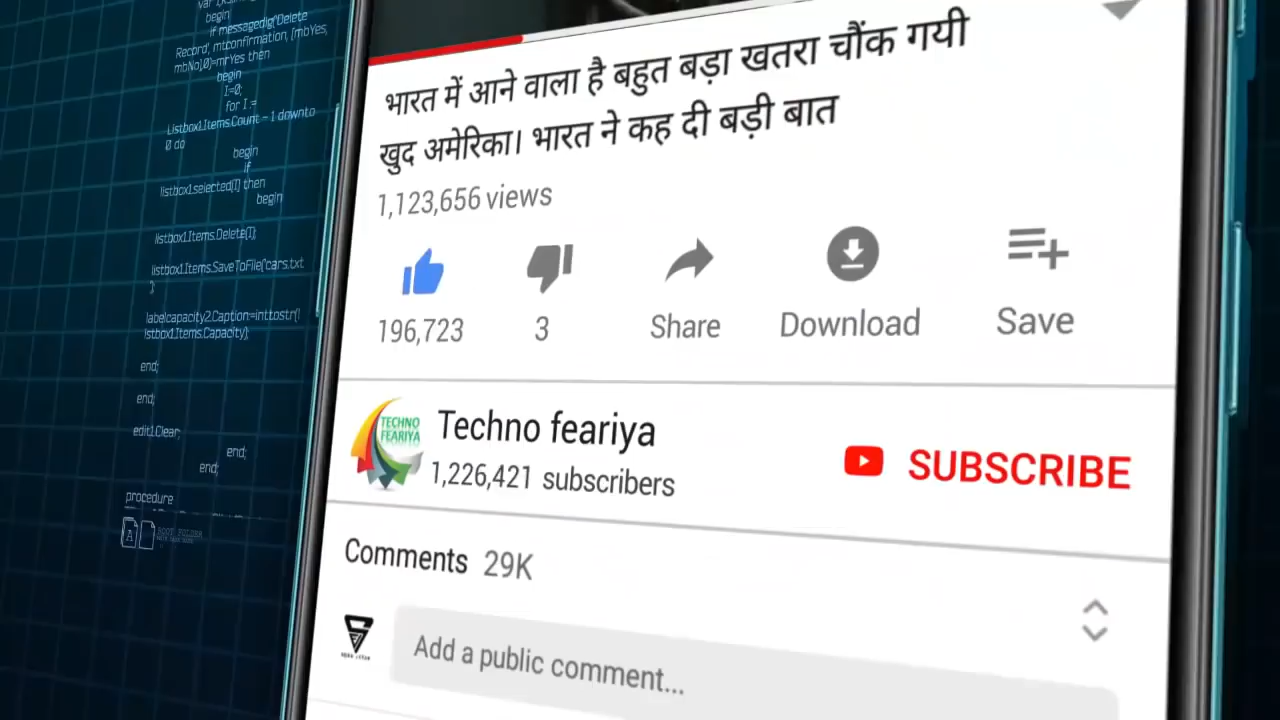 begin
if messagedlg('Delete
Record', mtconfirmation, [mbYes,
mbNo],0)=mrYes then
begin
I:=0;
for I :=
Listbox1.Items.Count - 1 downto
0 do
begin
if
listbox1.selected[I] then
begin
listbox1.Items.Delete(I);
listbox1.Items.SaveToFile('cars.txt
labelcapacity2.Caption:=inttostr(l
istbox1.Items.Capacity);
end;
end;
edit1.Clear;
end;
end;
procedure
भारत में आने वाला है बहुत बड़ा खतरा चौंक गयी
खुद अमेरिका। भारत ने कह दी बड़ी बात
1,123,656 views
196,723 3 Share Download Save
TECHNO
FEARIYA
Techno feariya
1,226,421 subscribers
SUBSCRIBE
Comments 29K
Add a public comment...